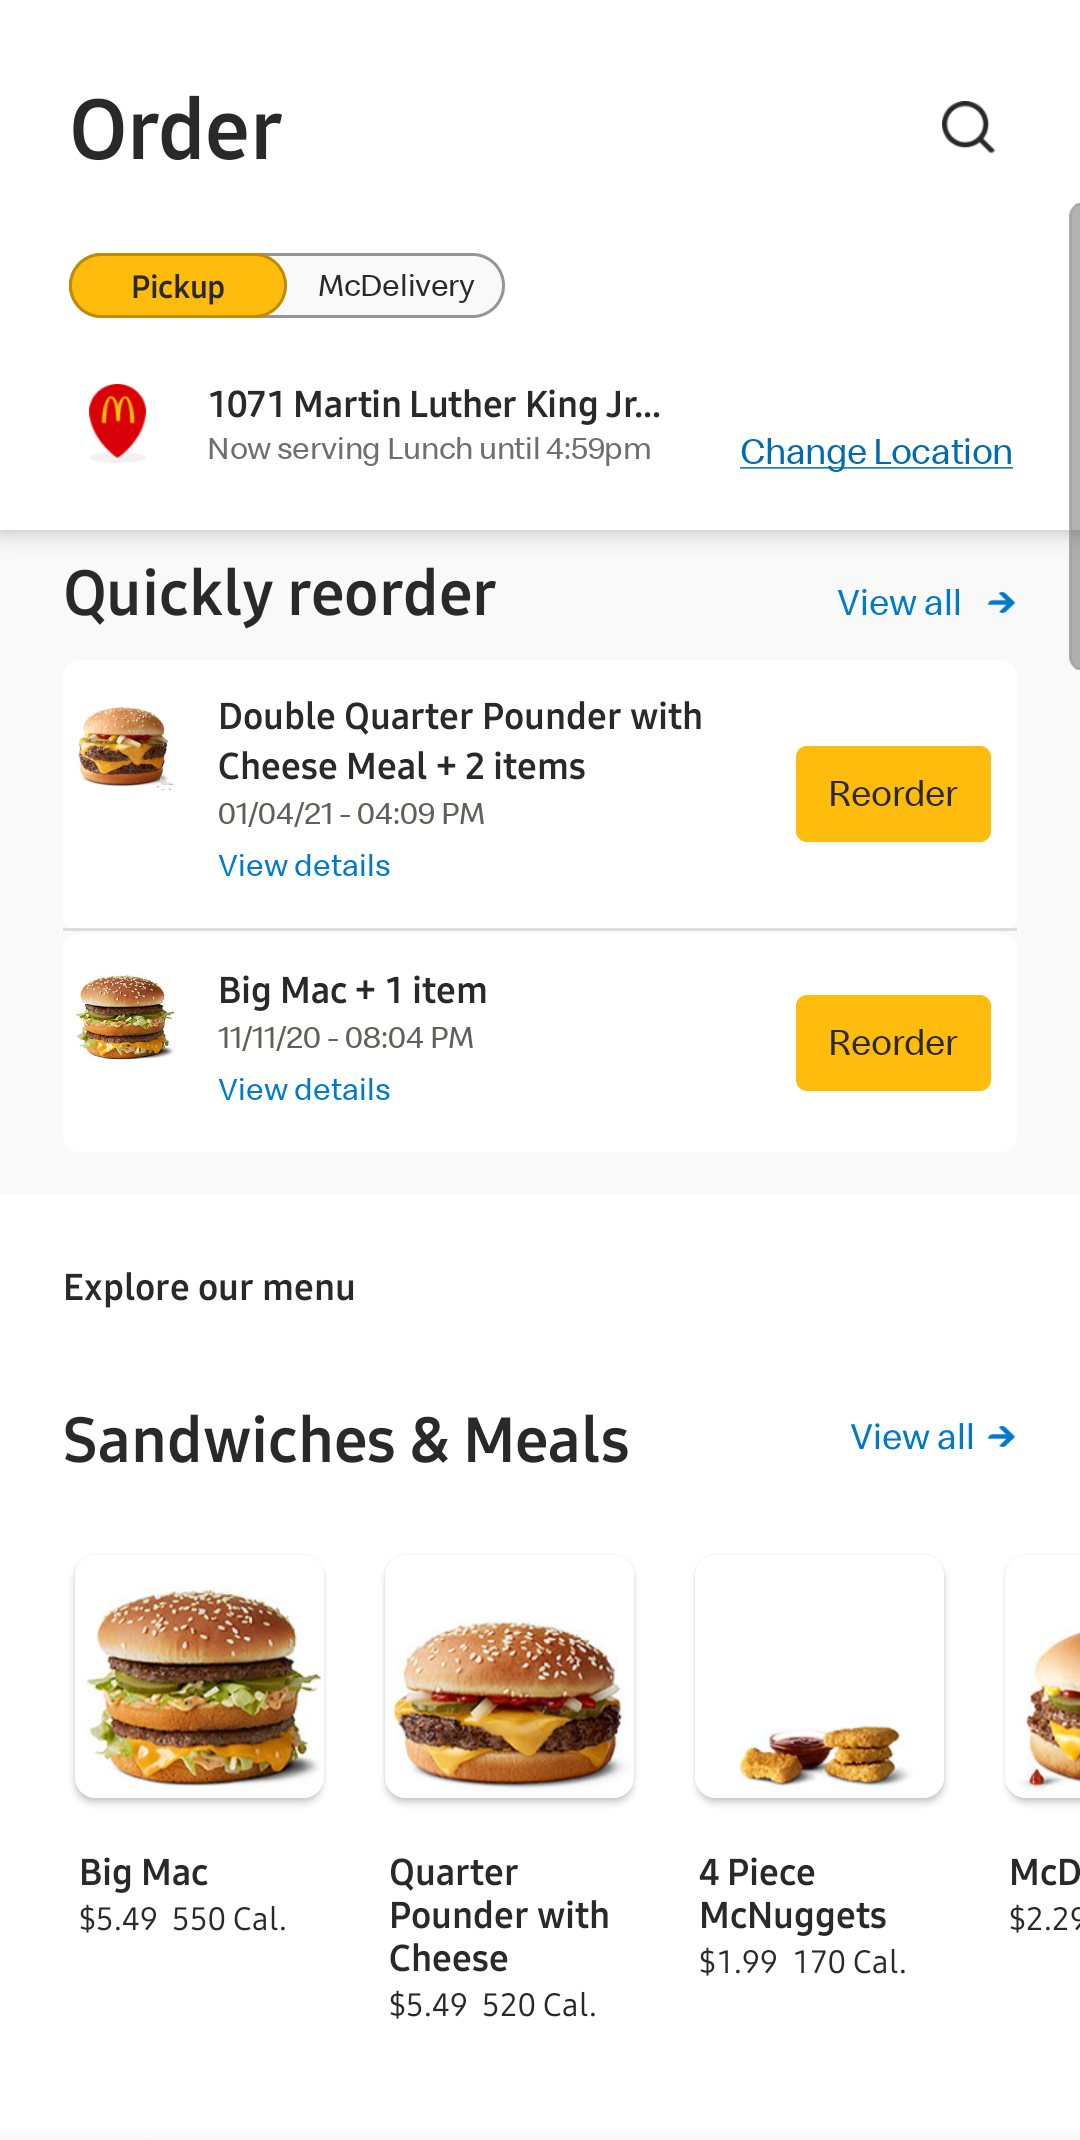 Order
Pickup
McDelivery
1071 Martin Luther King Jr...
Now serving Lunch until 4:59pm
Change Location
Quickly reorder
View all
Double Quarter Pounder with
Cheese Meal + 2 items
01/04/21 - 04:09 PM
View details
Reorder
Big Mac + 1 item
11/11/20 - 08:04 PM
View details
Reorder
Explore our menu
Sandwiches & Meals
View all
Big Mac
$5.49 550 Cal.
Quarter
Pounder with
Cheese
$5.49 520 Cal.
4 Piece
McNuggets
$1.99 170 Cal.
McD
$2.29